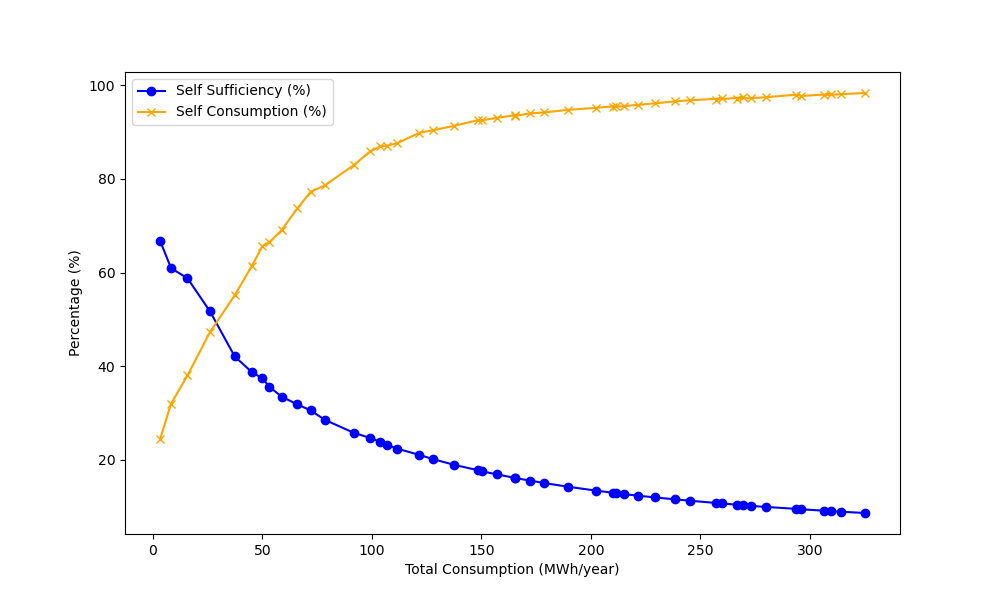 100
80
60
40
20
Percentage (%)
Self Sufficiency (%)
Self Consumption (%)
0 50 100 150 200 250 300
Total Consumption (MWh/year)